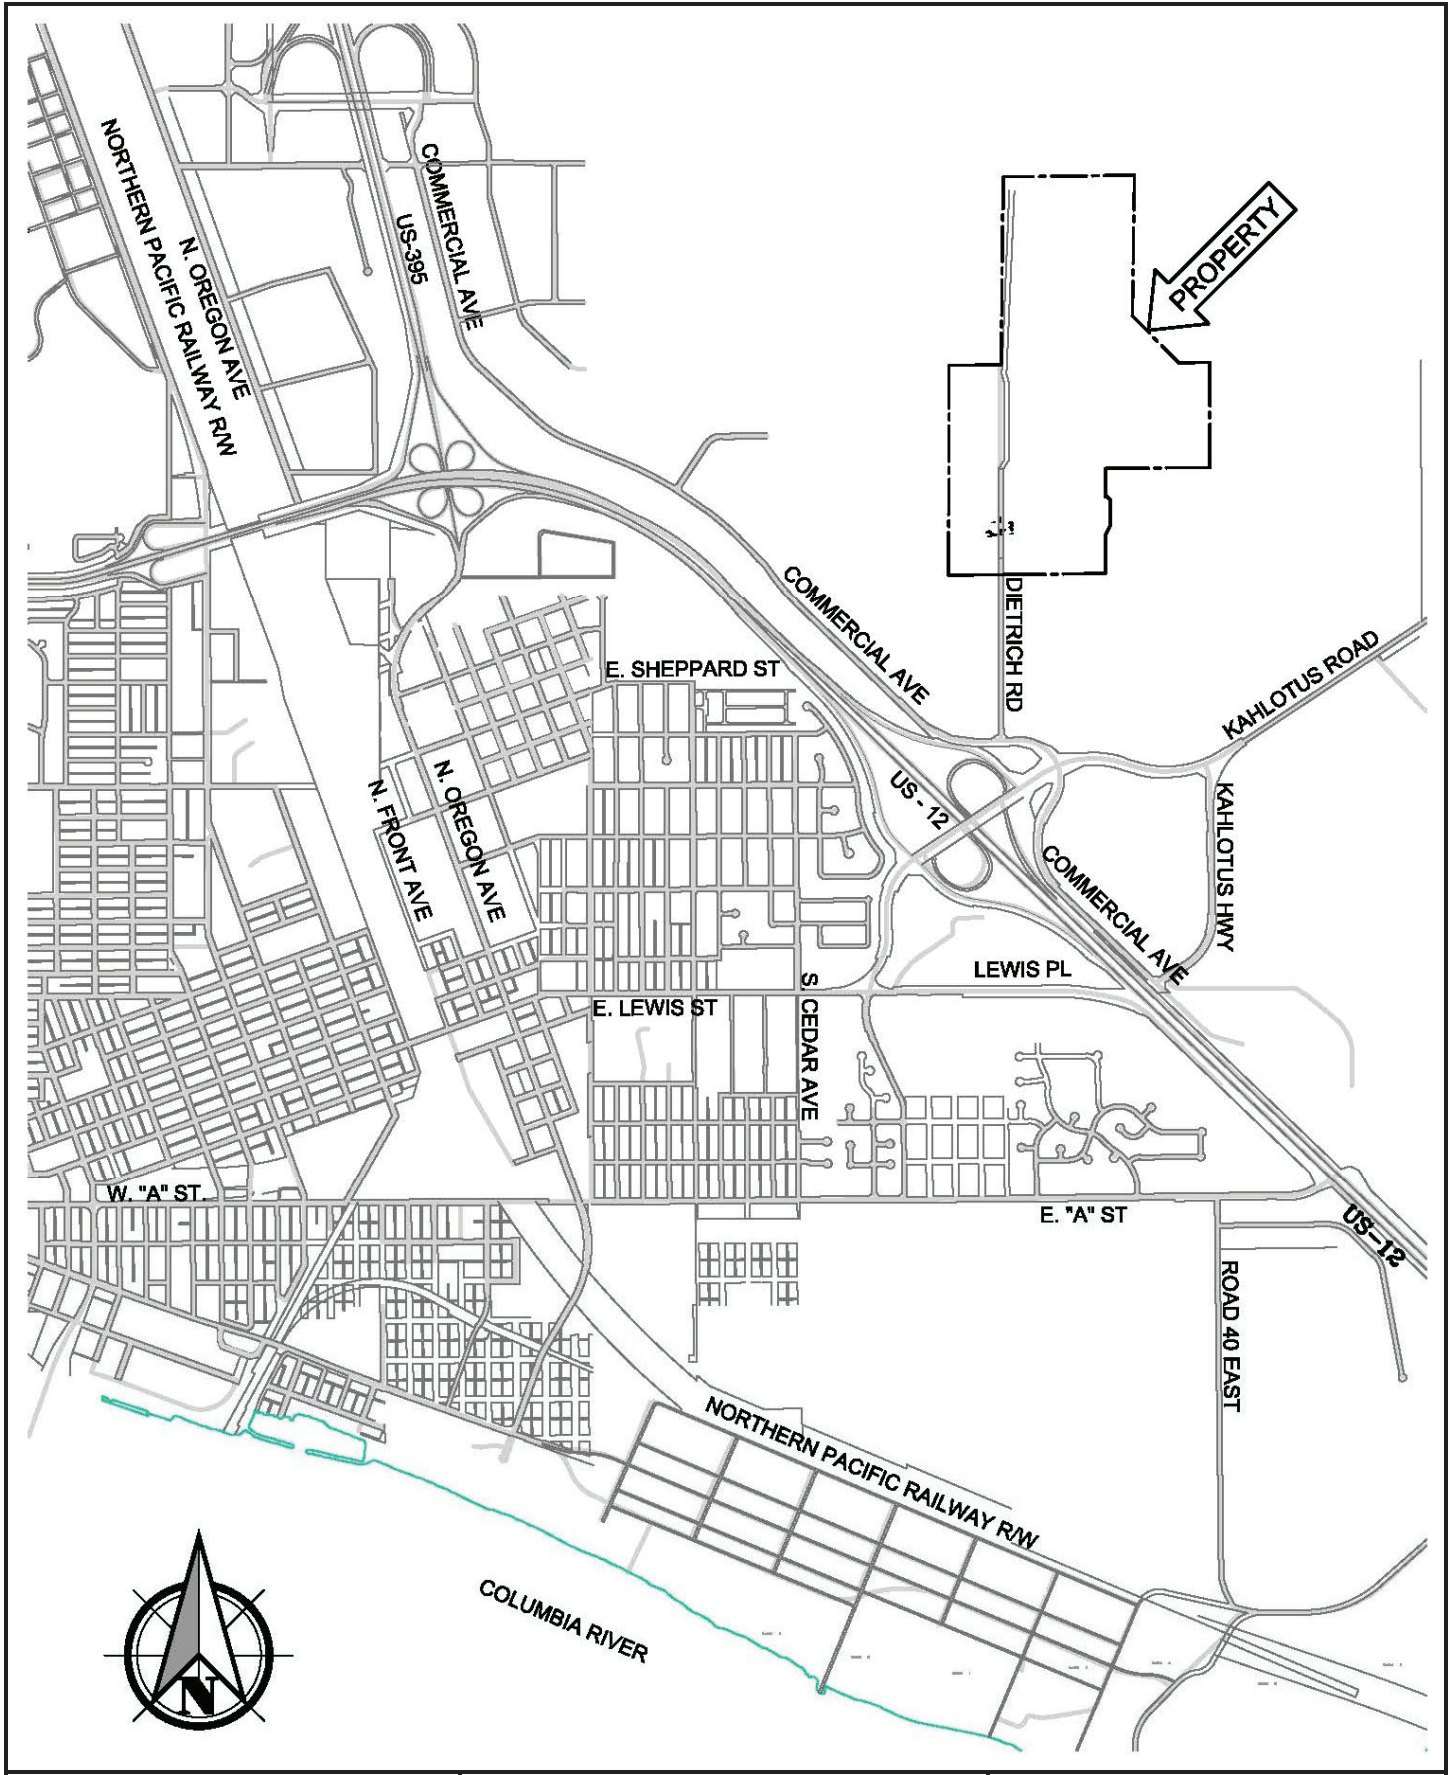 NORTHERN PACIFIC RAILWAY R/W
N. OREGON AVE
US-395
COMMERCIAL AVE
PROPERTY
COMMERCIAL AVE
DIETRICH RD
E. SHEPPARD ST
KAHLOTUS ROAD
N. FRONT AVE
N. OREGON AVE
US - 12
KAHLOTUS HWY
COMMERCIAL AVE
LEWIS PL
E. LEWIS ST
S. CEDAR AVE
W. "A" ST.
E. "A" ST
US-12
ROAD 40 EAST
NORTHERN PACIFIC RAILWAY R/W
COLUMBIA RIVER
N